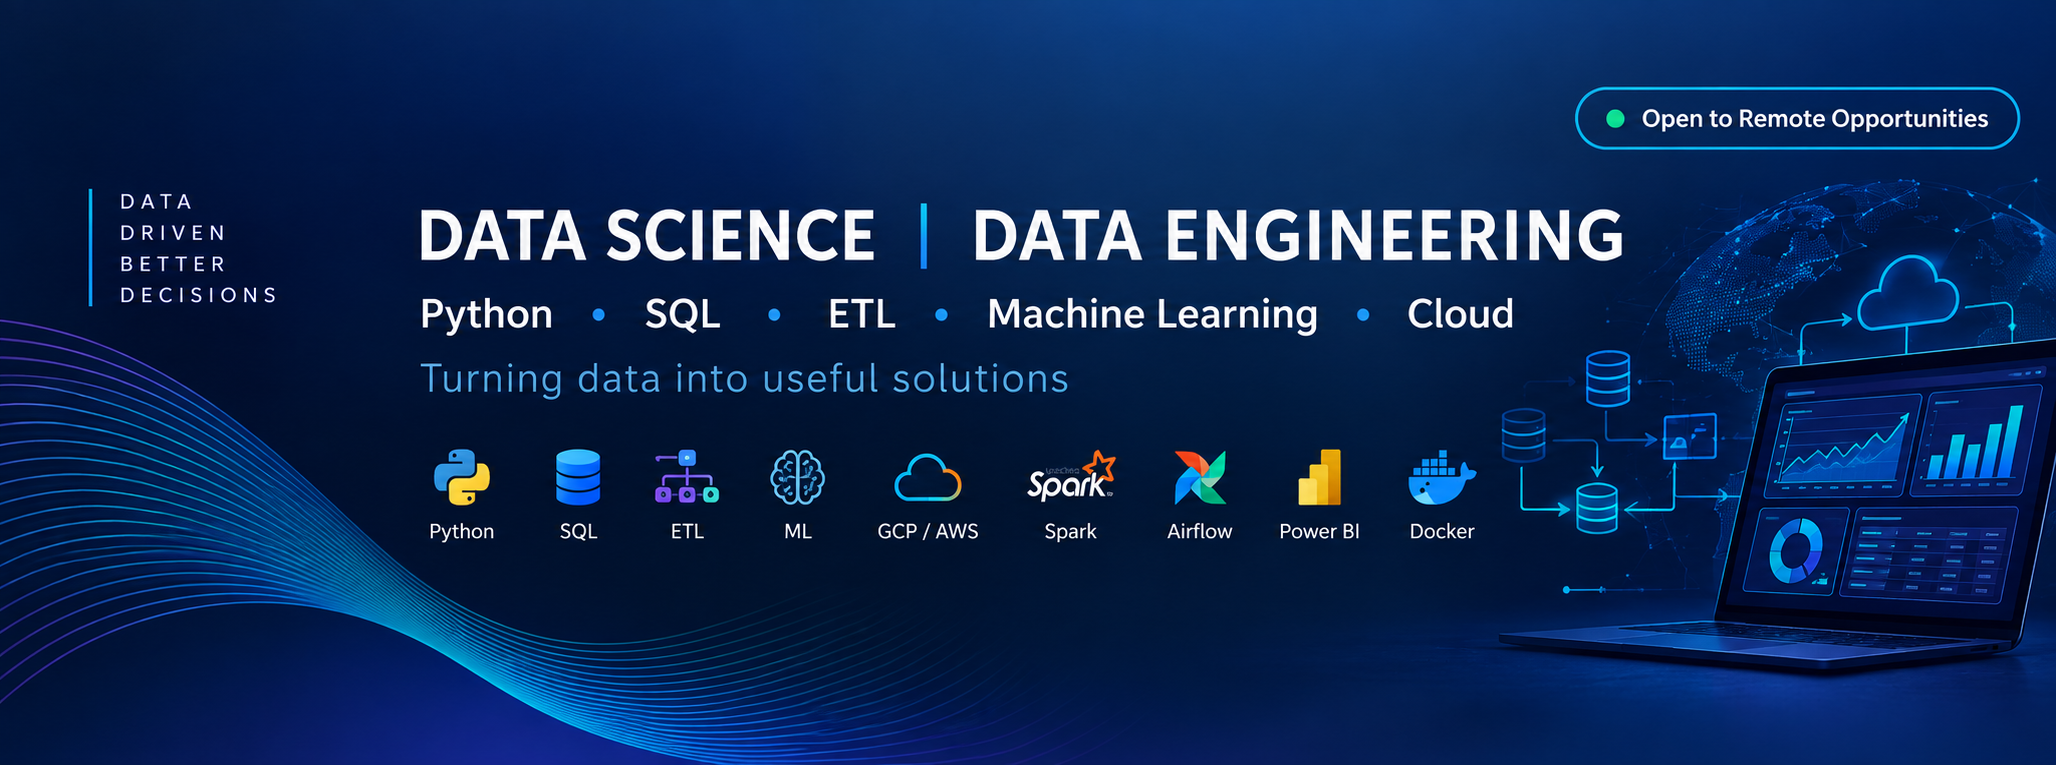 Open to Remote Opportunities
DATA
DRIVEN
BETTER
DECISIONS
DATA SCIENCE | DATA ENGINEERING
Python • SQL • ETL • Machine Learning • Cloud
Turning data into useful solutions
Spark
Python SQL ETL ML GCP / AWS Spark Airflow Power BI Docker